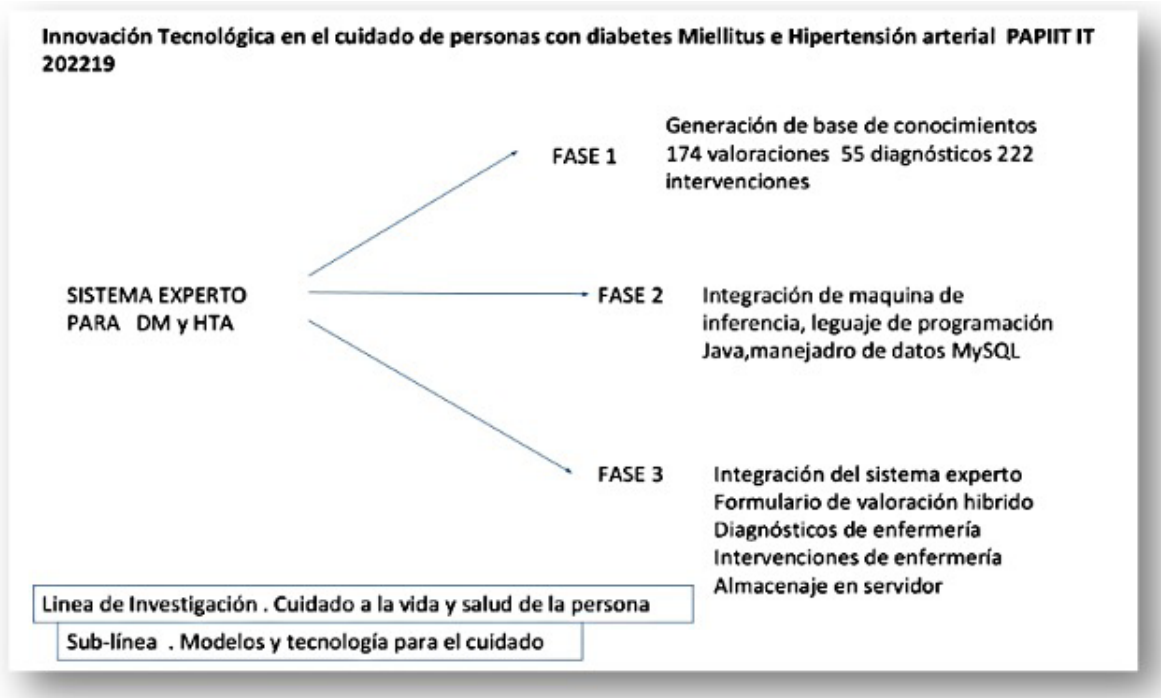 Innovación Tecnológica en el cuidado de personas con diabetes Miellitus e Hipertensión arterial PAPIIT IT
202219
FASE 1
Generación de base de conocimientos
174 valoraciones 55 diagnósticos 222
intervenciones
SISTEMA EXPERTO
PARA DM y HTA
FASE 2
Integración de maquina de
inferencia, leguaje de programación
Java,manejadro de datos MySQL
FASE 3
Integración del sistema experto
Formulario de valoración hibrido
Diagnósticos de enfermería
Intervenciones de enfermería
Almacenaje en servidor
Linea de Investigación . Cuidado a la vida y salud de la persona
Sub-línea . Modelos y tecnología para el cuidado